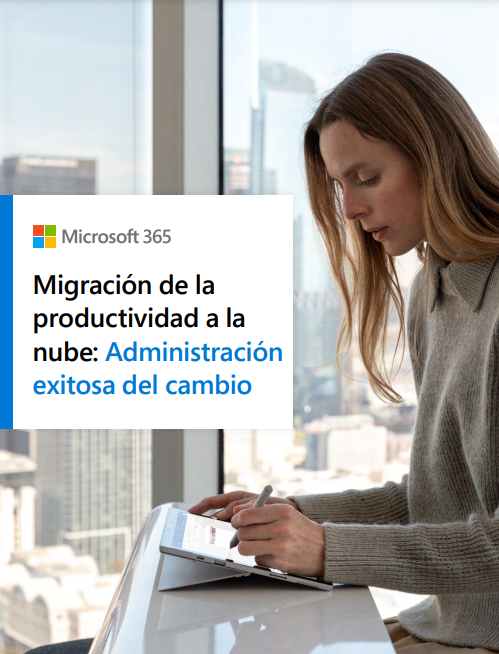 Microsoft 365
Migración de la
productividad a la
nube: Administración
exitosa del cambio